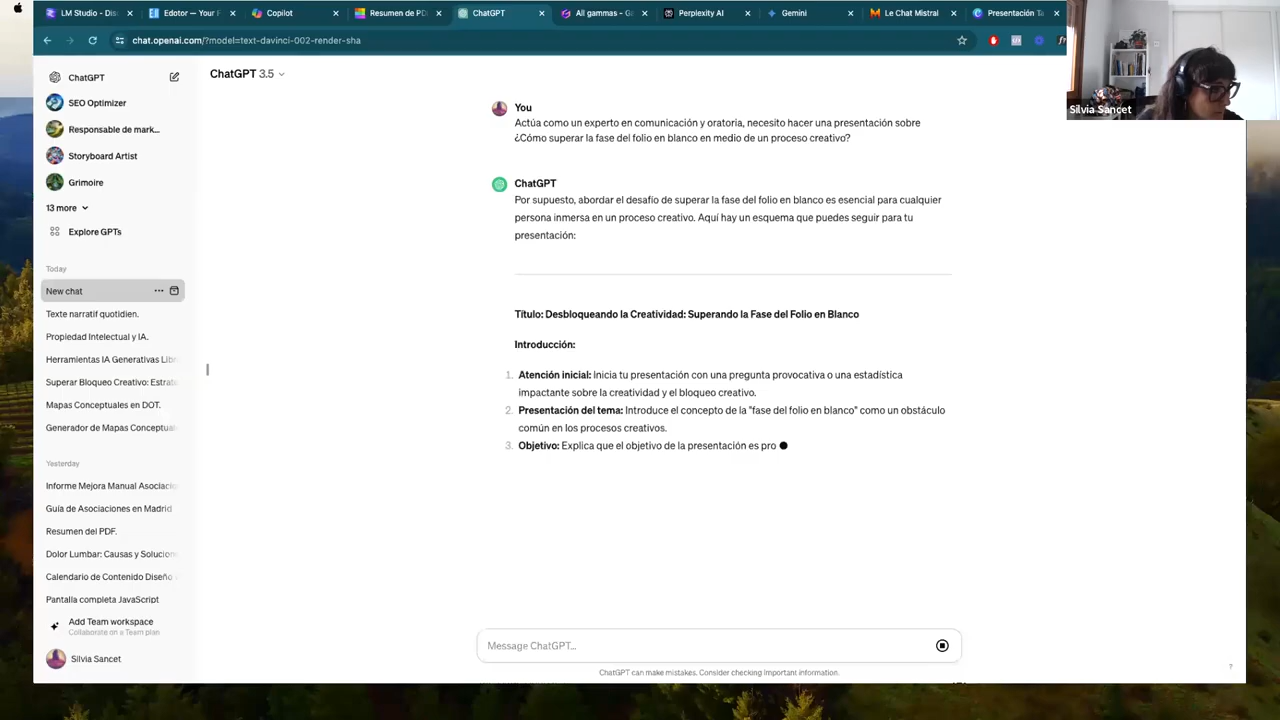 LM Studio - Dis
Edotor — Your F
Copilot
Resumen de PD
ChatGPT
All gammas - Ga
Perplexity AI
Gemini
Le Chat Mistral
Presentación Te
chat.openai.com/?model=text-davinci-002-render-sha
Silvia Sancet
ChatGPT
SEO Optimizer
Responsable de mark...
Storyboard Artist
Grimoire
13 more
Explore GPTs
Today
New chat
Texte narratif quotidien.
Propiedad Intelectual y IA.
Herramientas IA Generativas Libr
Superar Bloqueo Creativo: Estrate
Mapas Conceptuales en DOT.
Generador de Mapas Conceptual
Yesterday
Informe Mejora Manual Asociacio
Guía de Asociaciones en Madrid
Resumen del PDF.
Dolor Lumbar: Causas y Solucione
Calendario de Contenido Diseño
Pantalla completa JavaScript
Add Team workspace
Collaborate on a Team plan
Silvia Sancet
ChatGPT 3.5
You
Actúa como un experto en comunicación y oratoria, necesito hacer una presentación sobre
¿Cómo superar la fase del folio en blanco en medio de un proceso creativo?
ChatGPT
Por supuesto, abordar el desafío de superar la fase del folio en blanco es esencial para cualquier
persona inmersa en un proceso creativo. Aquí hay un esquema que puedes seguir para tu
presentación:
Título: Desbloqueando la Creatividad: Superando la Fase del Folio en Blanco
Introducción:
1. Atención inicial: Inicia tu presentación con una pregunta provocativa o una estadística
impactante sobre la creatividad y el bloqueo creativo.
2. Presentación del tema: Introduce el concepto de la "fase del folio en blanco" como un obstáculo
común en los procesos creativos.
3. Objetivo: Explica que el objetivo de la presentación es pro
Message ChatGPT...
ChatGPT can make mistakes. Consider checking important information.
?